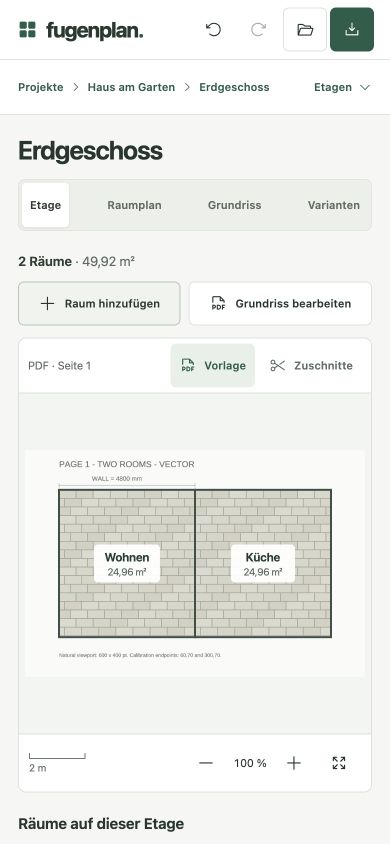 fugenplan.
Projekte > Haus am Garten > Erdgeschoss Etagen
Erdgeschoss
Etage Raumplan Grundriss Varianten
2 Räume · 49,92 m²
Raum hinzufügen PDF Grundriss bearbeiten
PDF · Seite 1 PDF Vorlage Zuschnitte
PAGE 1 - TWO ROOMS - VECTOR
WALL = 4800 mm
Wohnen Küche
24,96 m² 24,96 m²
Natural viewport: 600 x 400 pt. Calibration endpoints: 60,70 and 300,70.
2 m 100 %
Räume auf dieser Etage